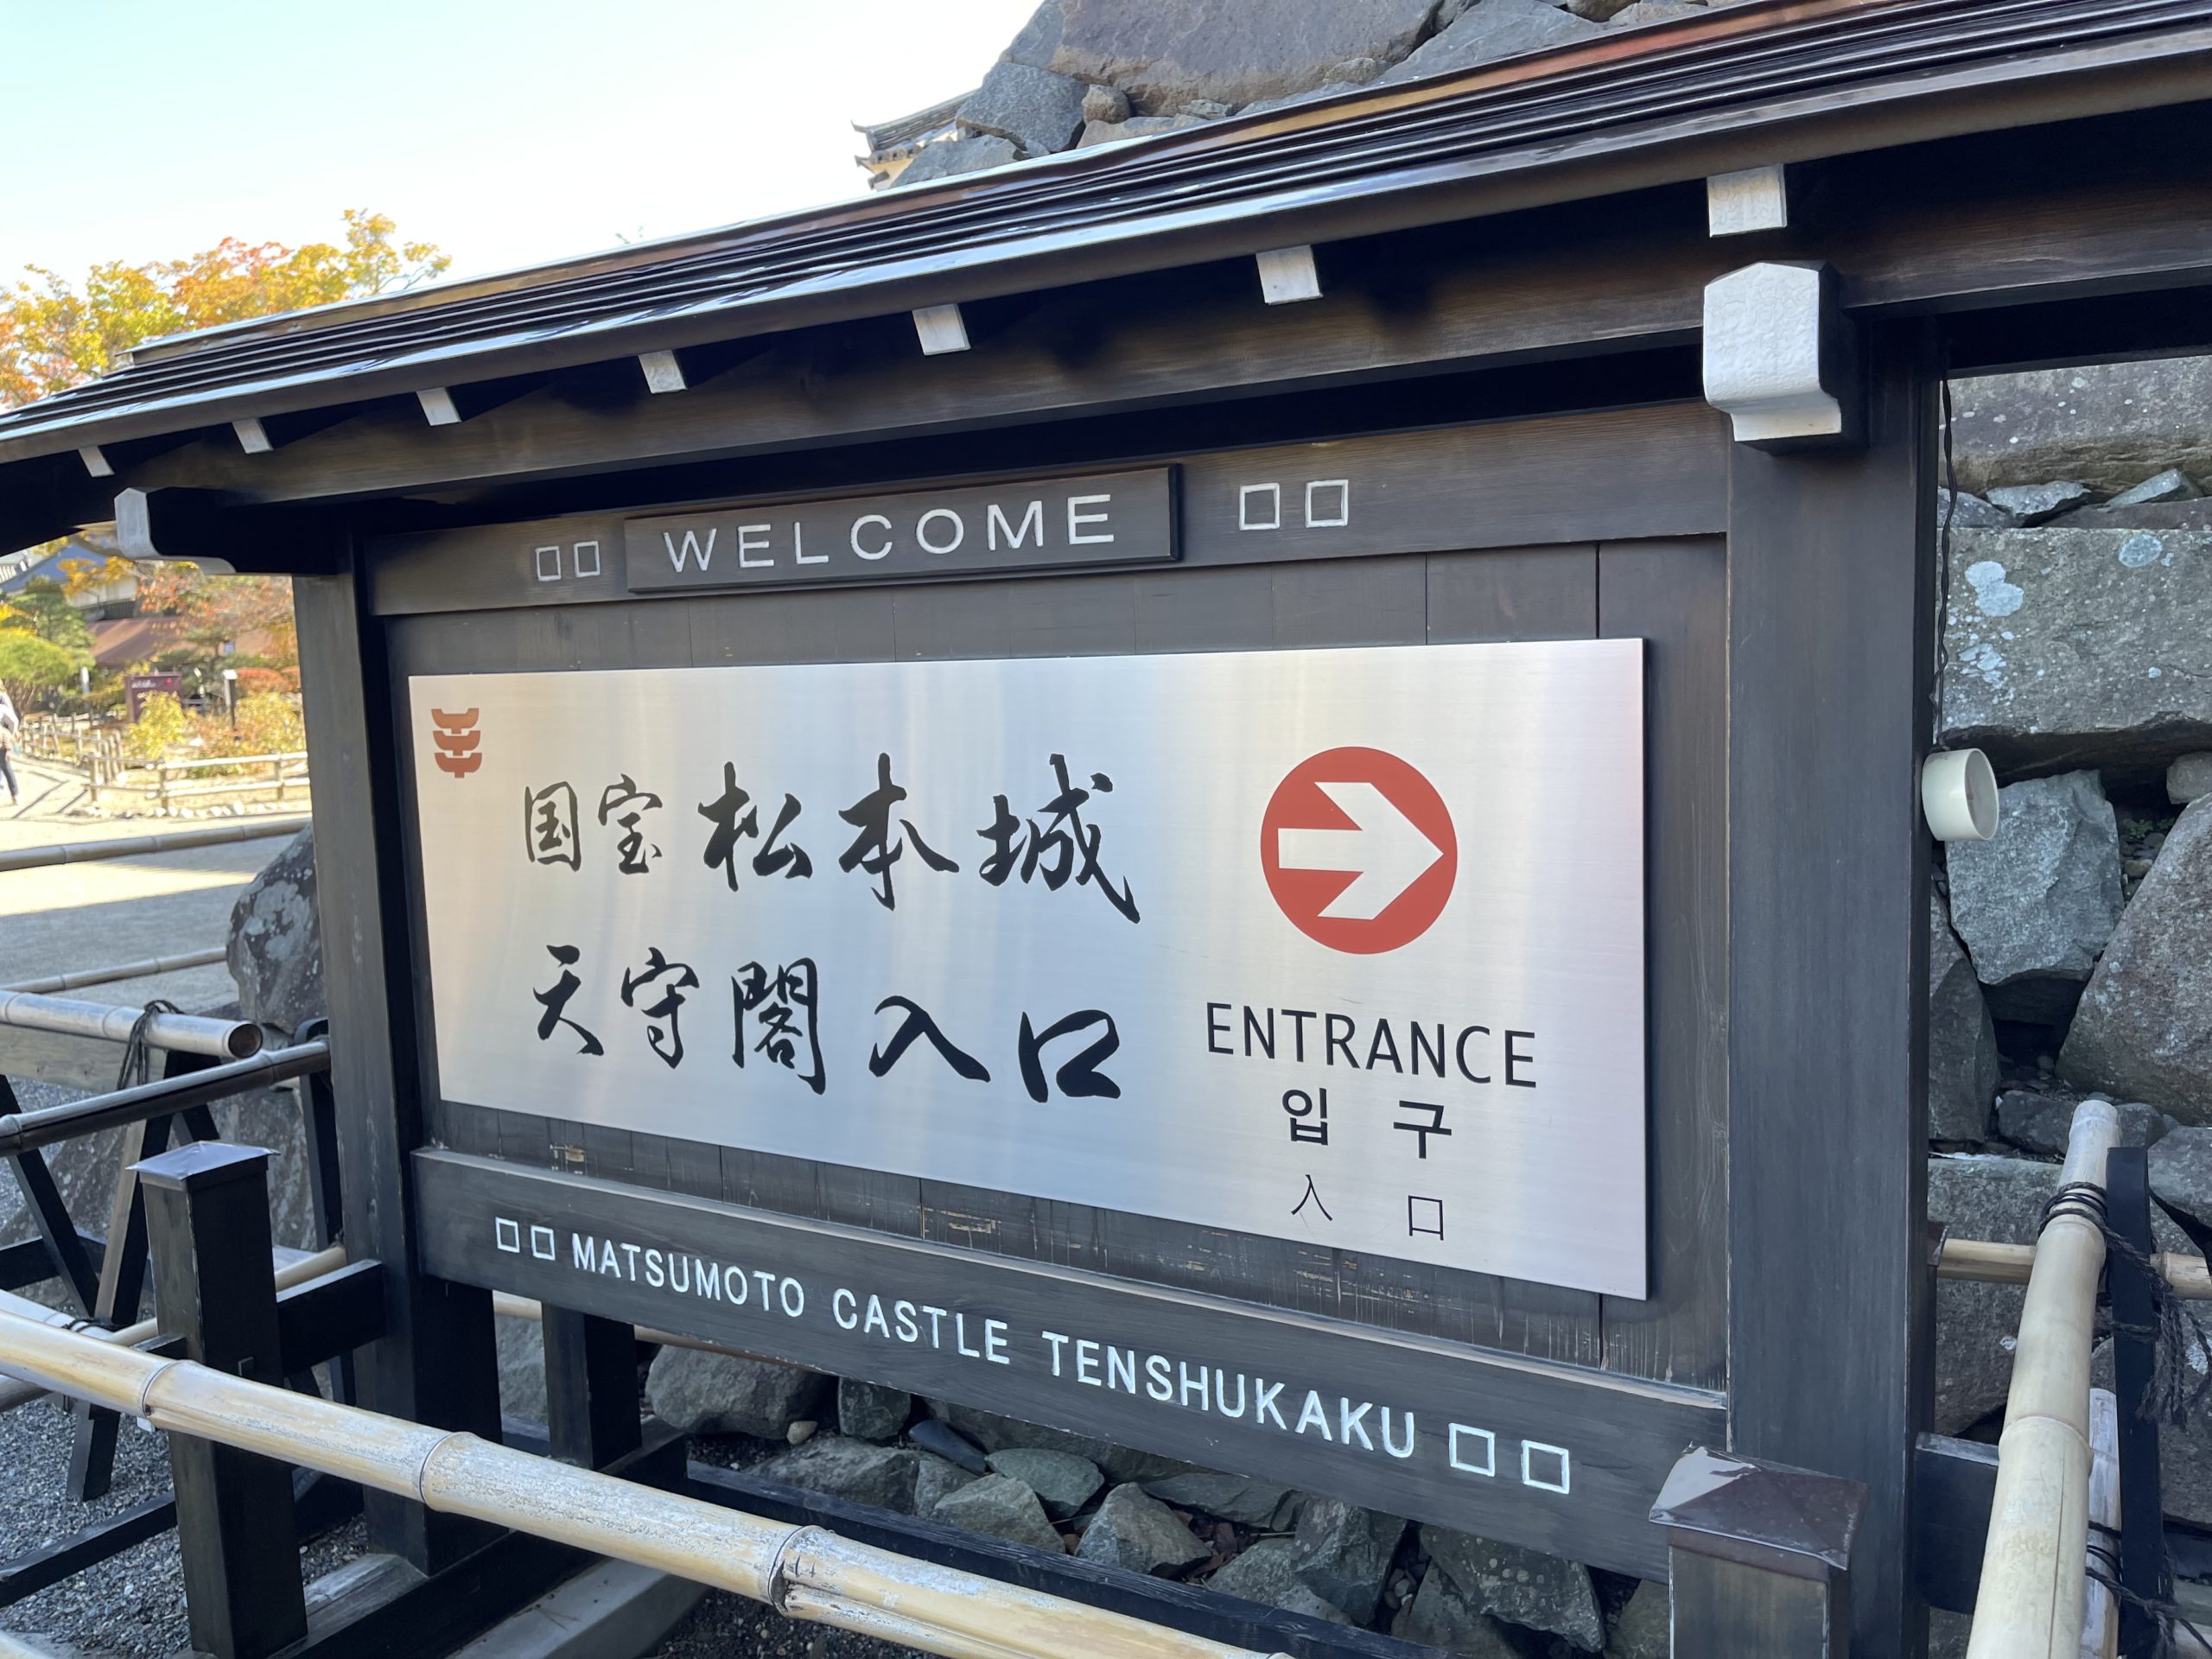 □□ WELCOME □□
国宝 松本城
天守閣 入口
ENTRANCE
입구
入口
□□ MATSUMOTO CASTLE TENSHUKAKU □□